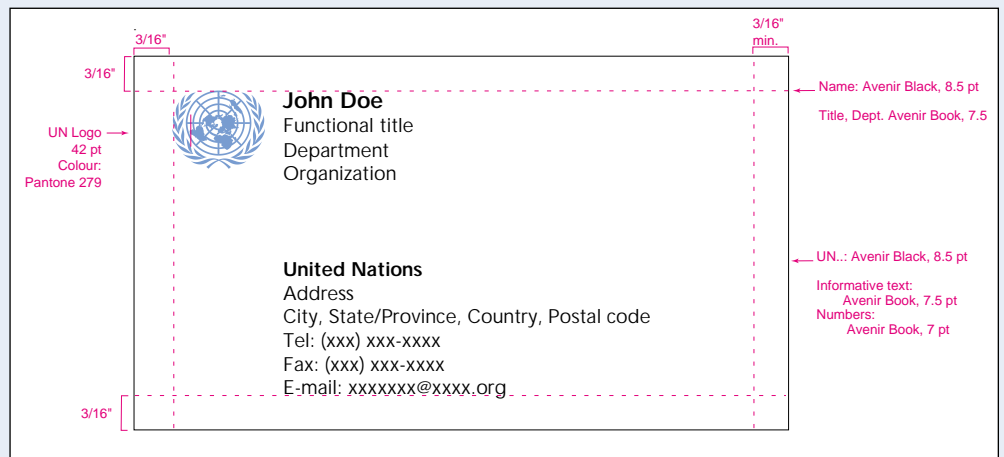 3/16"
3/16"
min.
3/16"
UN Logo
42 pt
Colour:
Pantone 279
John Doe
Functional title
Department
Organization
Name: Avenir Black, 8.5 pt
Title, Dept. Avenir Book, 7.5
United Nations
Address
City, State/Province, Country, Postal code
Tel: (xxx) xxx-xxxx
Fax: (xxx) xxx-xxxx
E-mail: xxxxxxx@xxxx.org
UN..: Avenir Black, 8.5 pt
Informative text:
Avenir Book, 7.5 pt
Numbers:
Avenir Book, 7 pt
3/16"